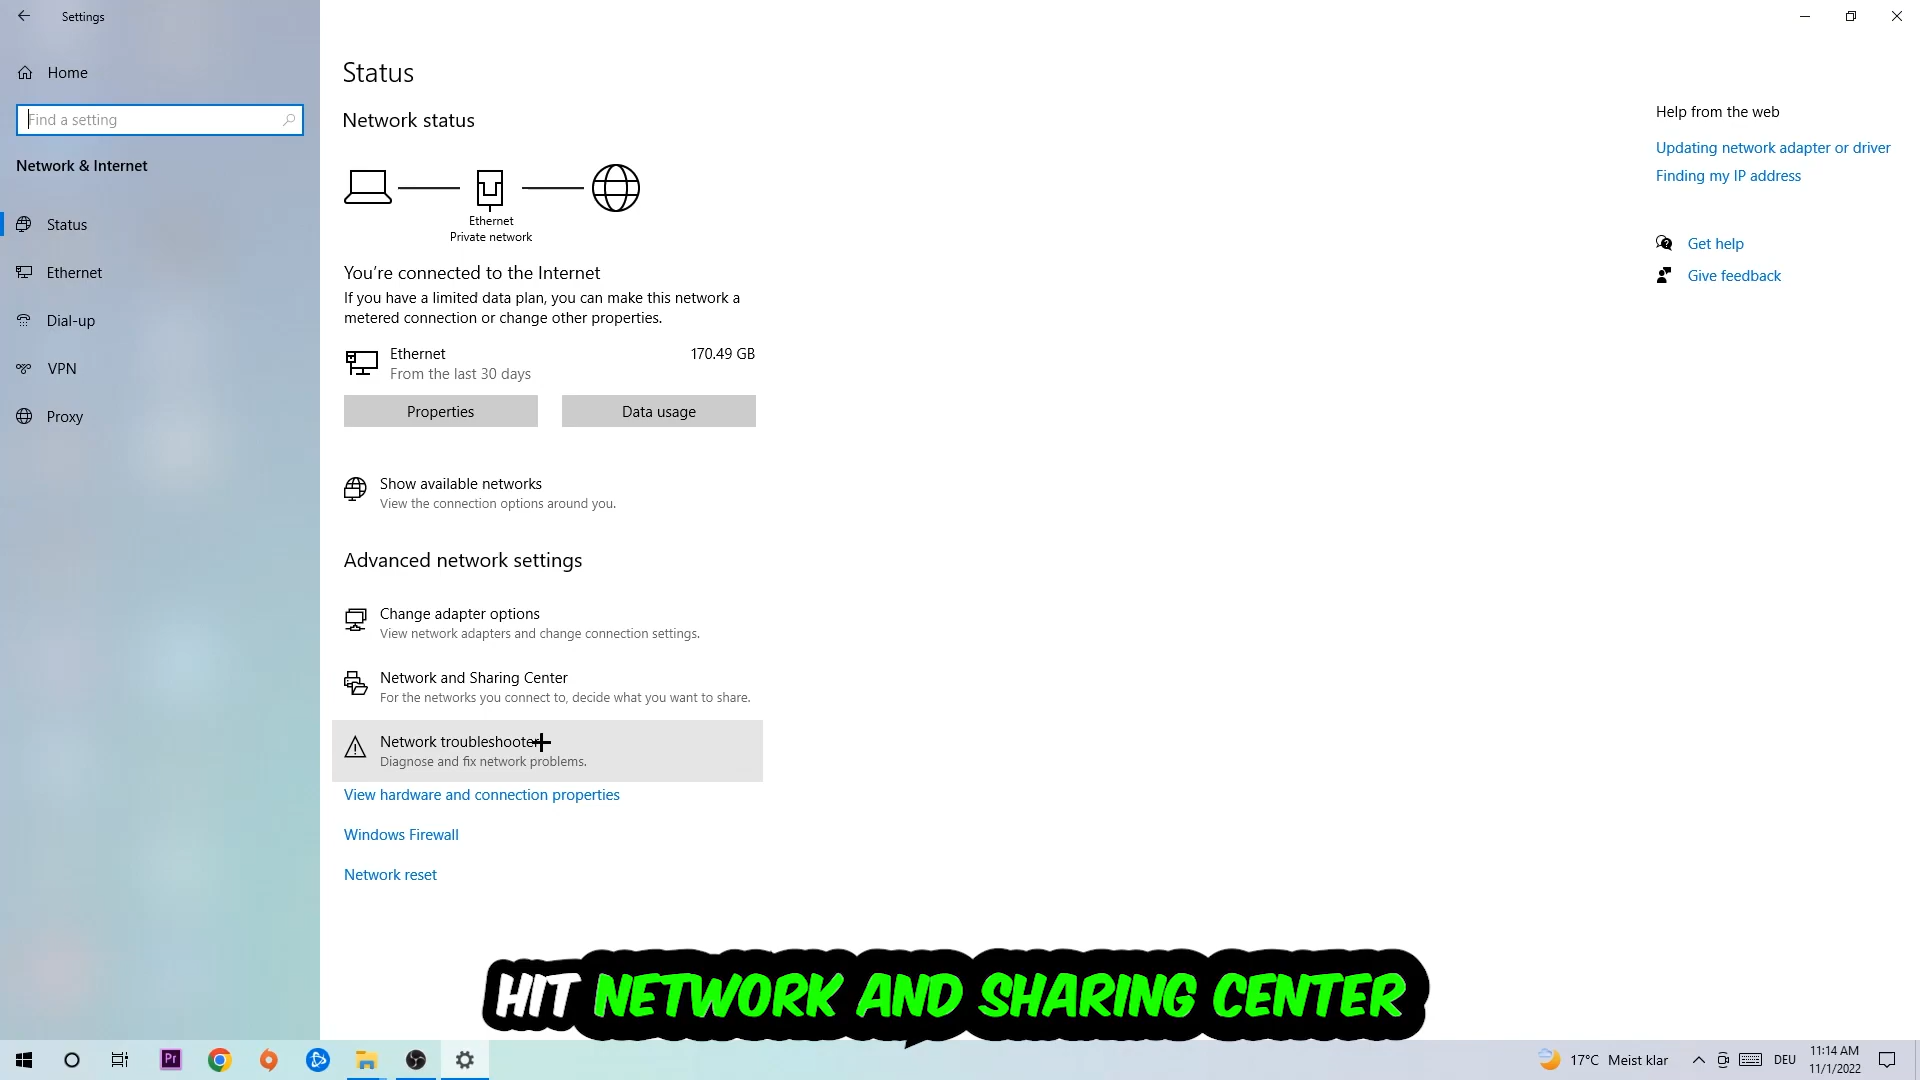 Settings
Home
Find a setting
Network & Internet
Status
Ethernet
Dial-up
VPN
Proxy
Status
Network status
Ethernet
Private network
You’re connected to the Internet
If you have a limited data plan, you can make this network a
metered connection or change other properties.
Ethernet
170.49 GB
From the last 30 days
Properties
Data usage
Show available networks
View the connection options around you.
Advanced network settings
Change adapter options
View network adapters and change connection settings.
Network and Sharing Center
For the networks you connect to, decide what you want to share.
Network troubleshooter
Diagnose and fix network problems.
View hardware and connection properties
Windows Firewall
Network reset
Help from the web
Updating network adapter or driver
Finding my IP address
Get help
Give feedback
HIT NETWORK AND SHARING CENTER
Pr
17°C Meist klar
DEU
11:14 AM
11/1/2022